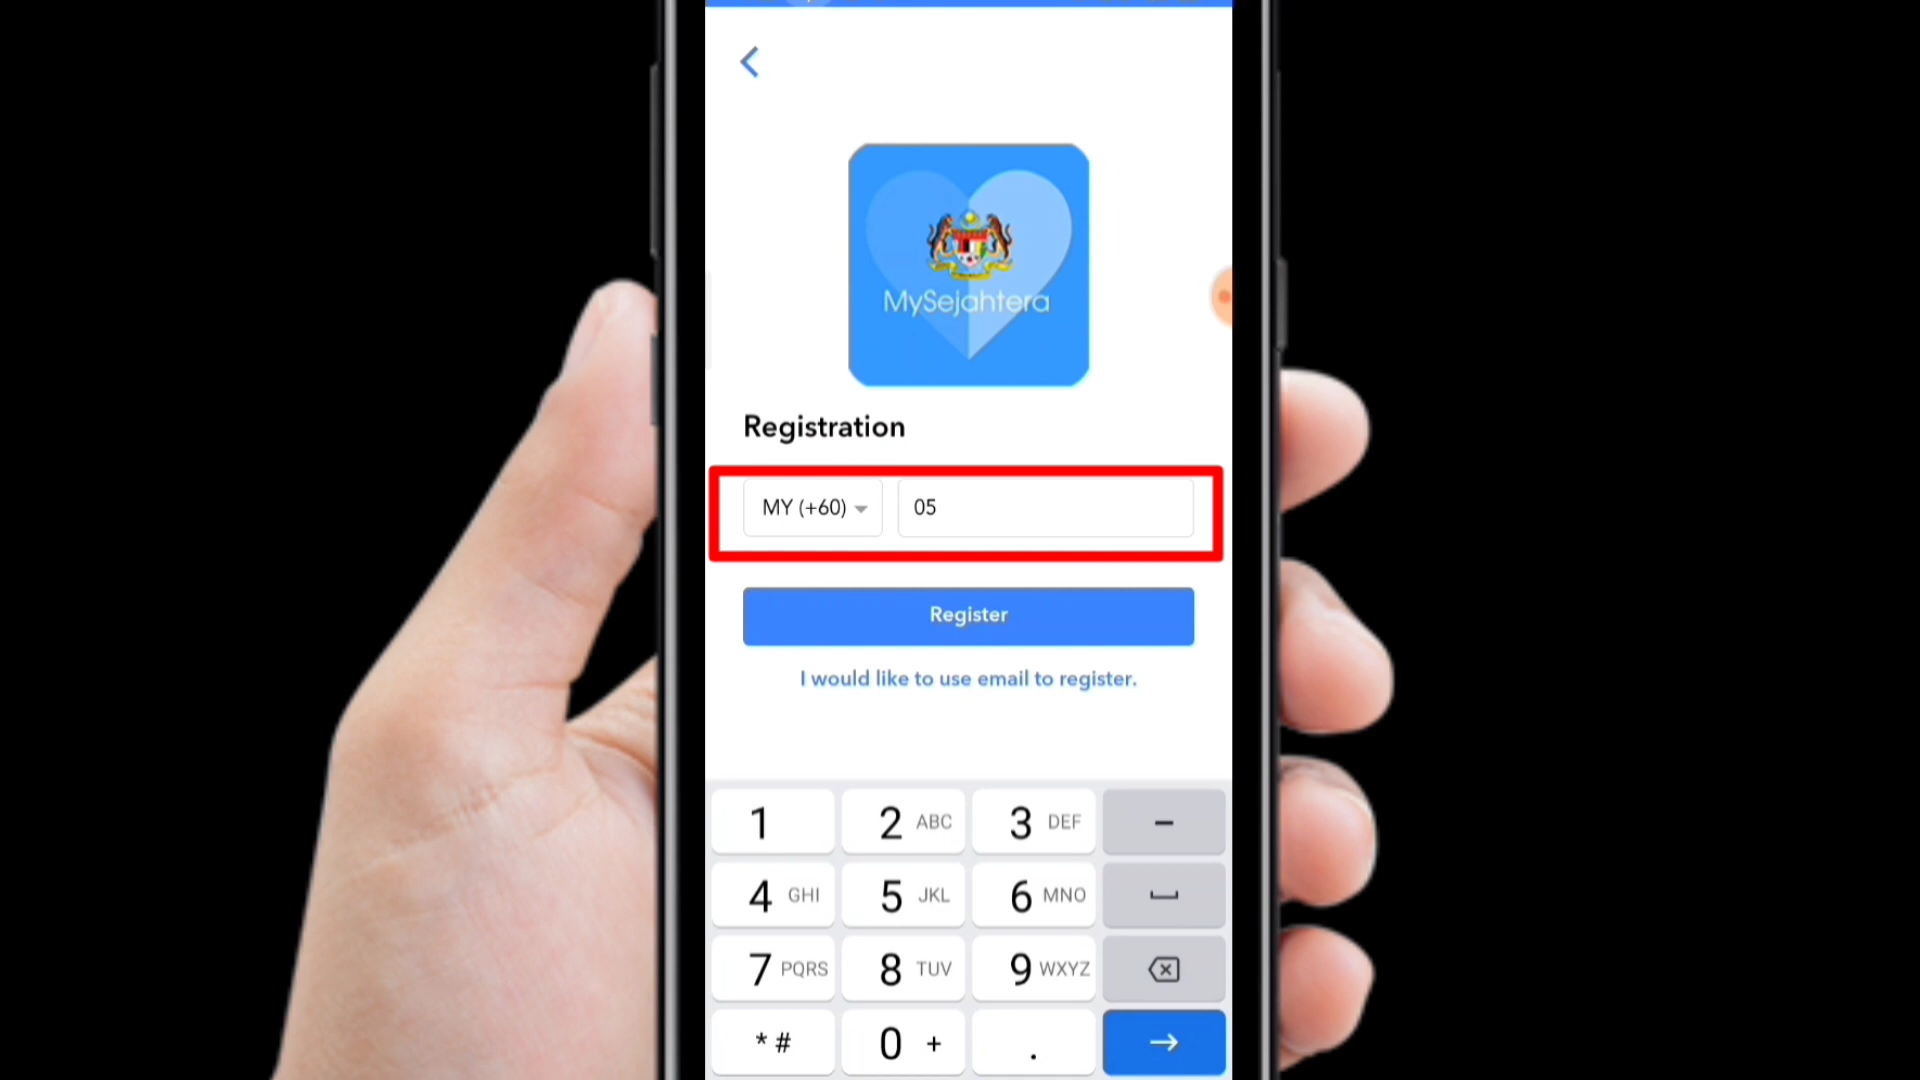 MySejahtera
Registration
MY (+60) 05
Register
I would like to use email to register.
1 2 ABC 3 DEF –
4 GHI 5 JKL 6 MNO
7 PQRS 8 TUV 9 WXYZ
* # 0 + .